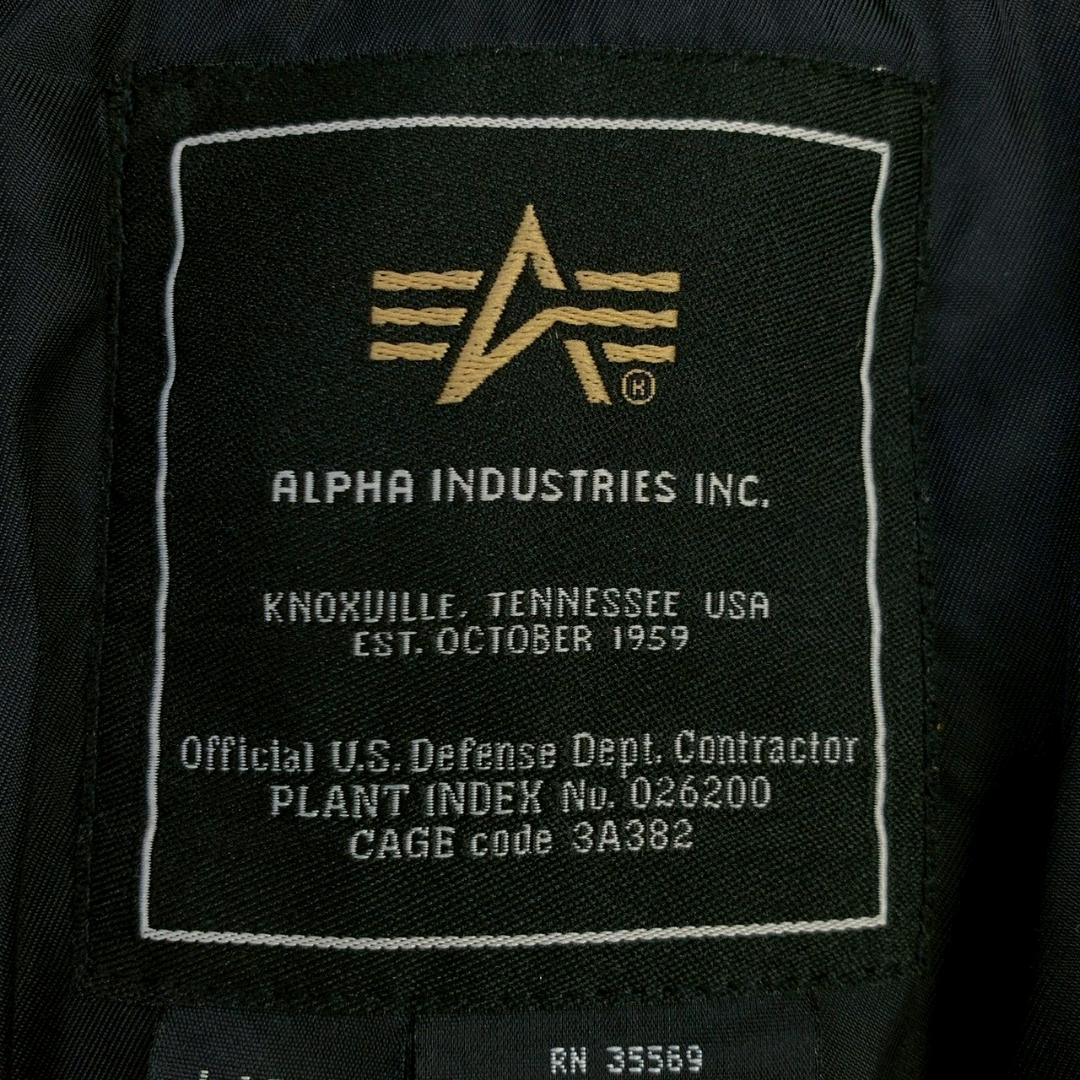 ®
ALPHA INDUSTRIES INC.
KNOXVILLE, TENNESSEE USA
EST. OCTOBER 1959
Official U.S. Defense Dept. Contractor
PLANT INDEX No. 026200
CAGE code 3A382
RN 35569